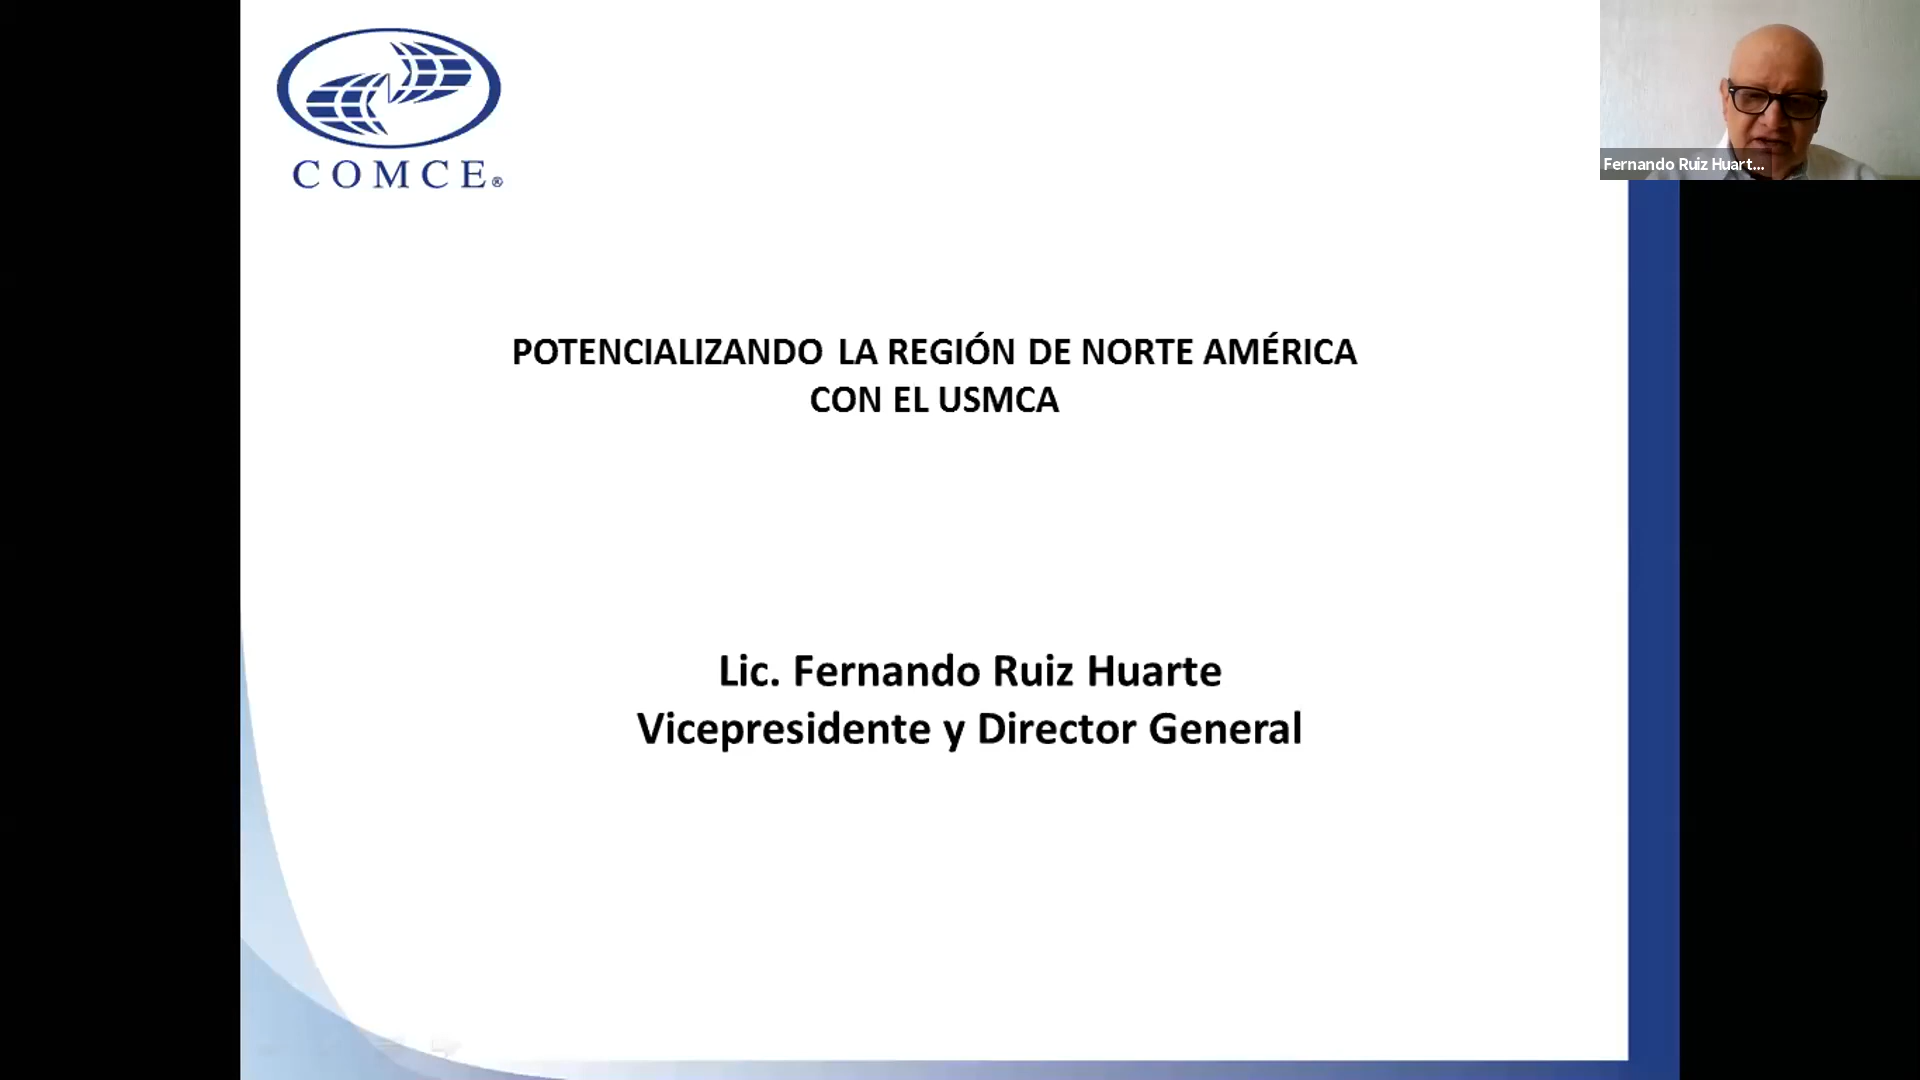 COMCE®
Fernando Ruiz Huart...
POTENCIALIZANDO LA REGIÓN DE NORTE AMÉRICA
CON EL USMCA
Lic. Fernando Ruiz Huarte
Vicepresidente y Director General